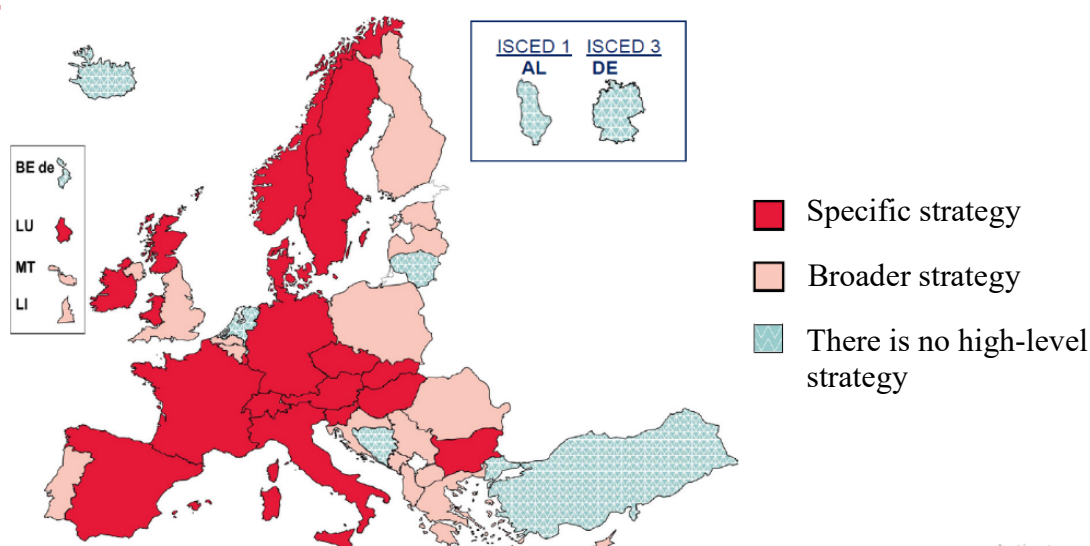 ISCED 1 ISCED 3
AL DE
BE de
LU
MT
LI
Specific strategy
Broader strategy
There is no high-level
strategy